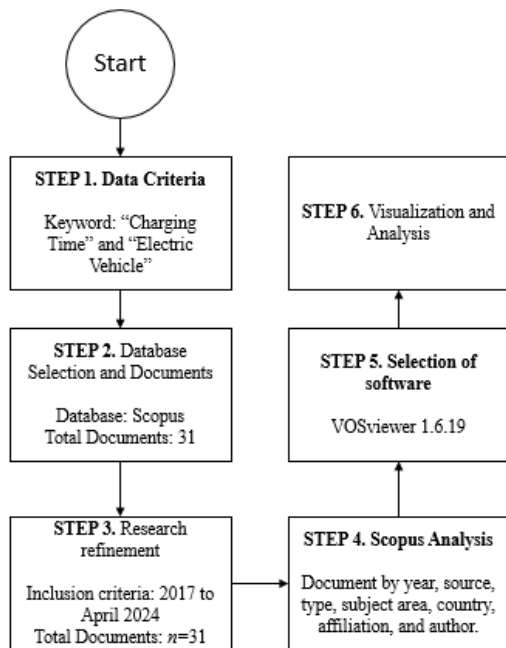 Start
STEP 1. Data Criteria
Keyword: “Charging
Time” and “Electric
Vehicle”
STEP 2. Database
Selection and Documents
Database: Scopus
Total Documents: 31
STEP 3. Research
refinement
Inclusion criteria: 2017 to
April 2024
Total Documents: n=31
STEP 4. Scopus Analysis
Document by year, source,
type, subject area, country,
affiliation, and author.
STEP 5. Selection of
software
VOSviewer 1.6.19
STEP 6. Visualization and
Analysis